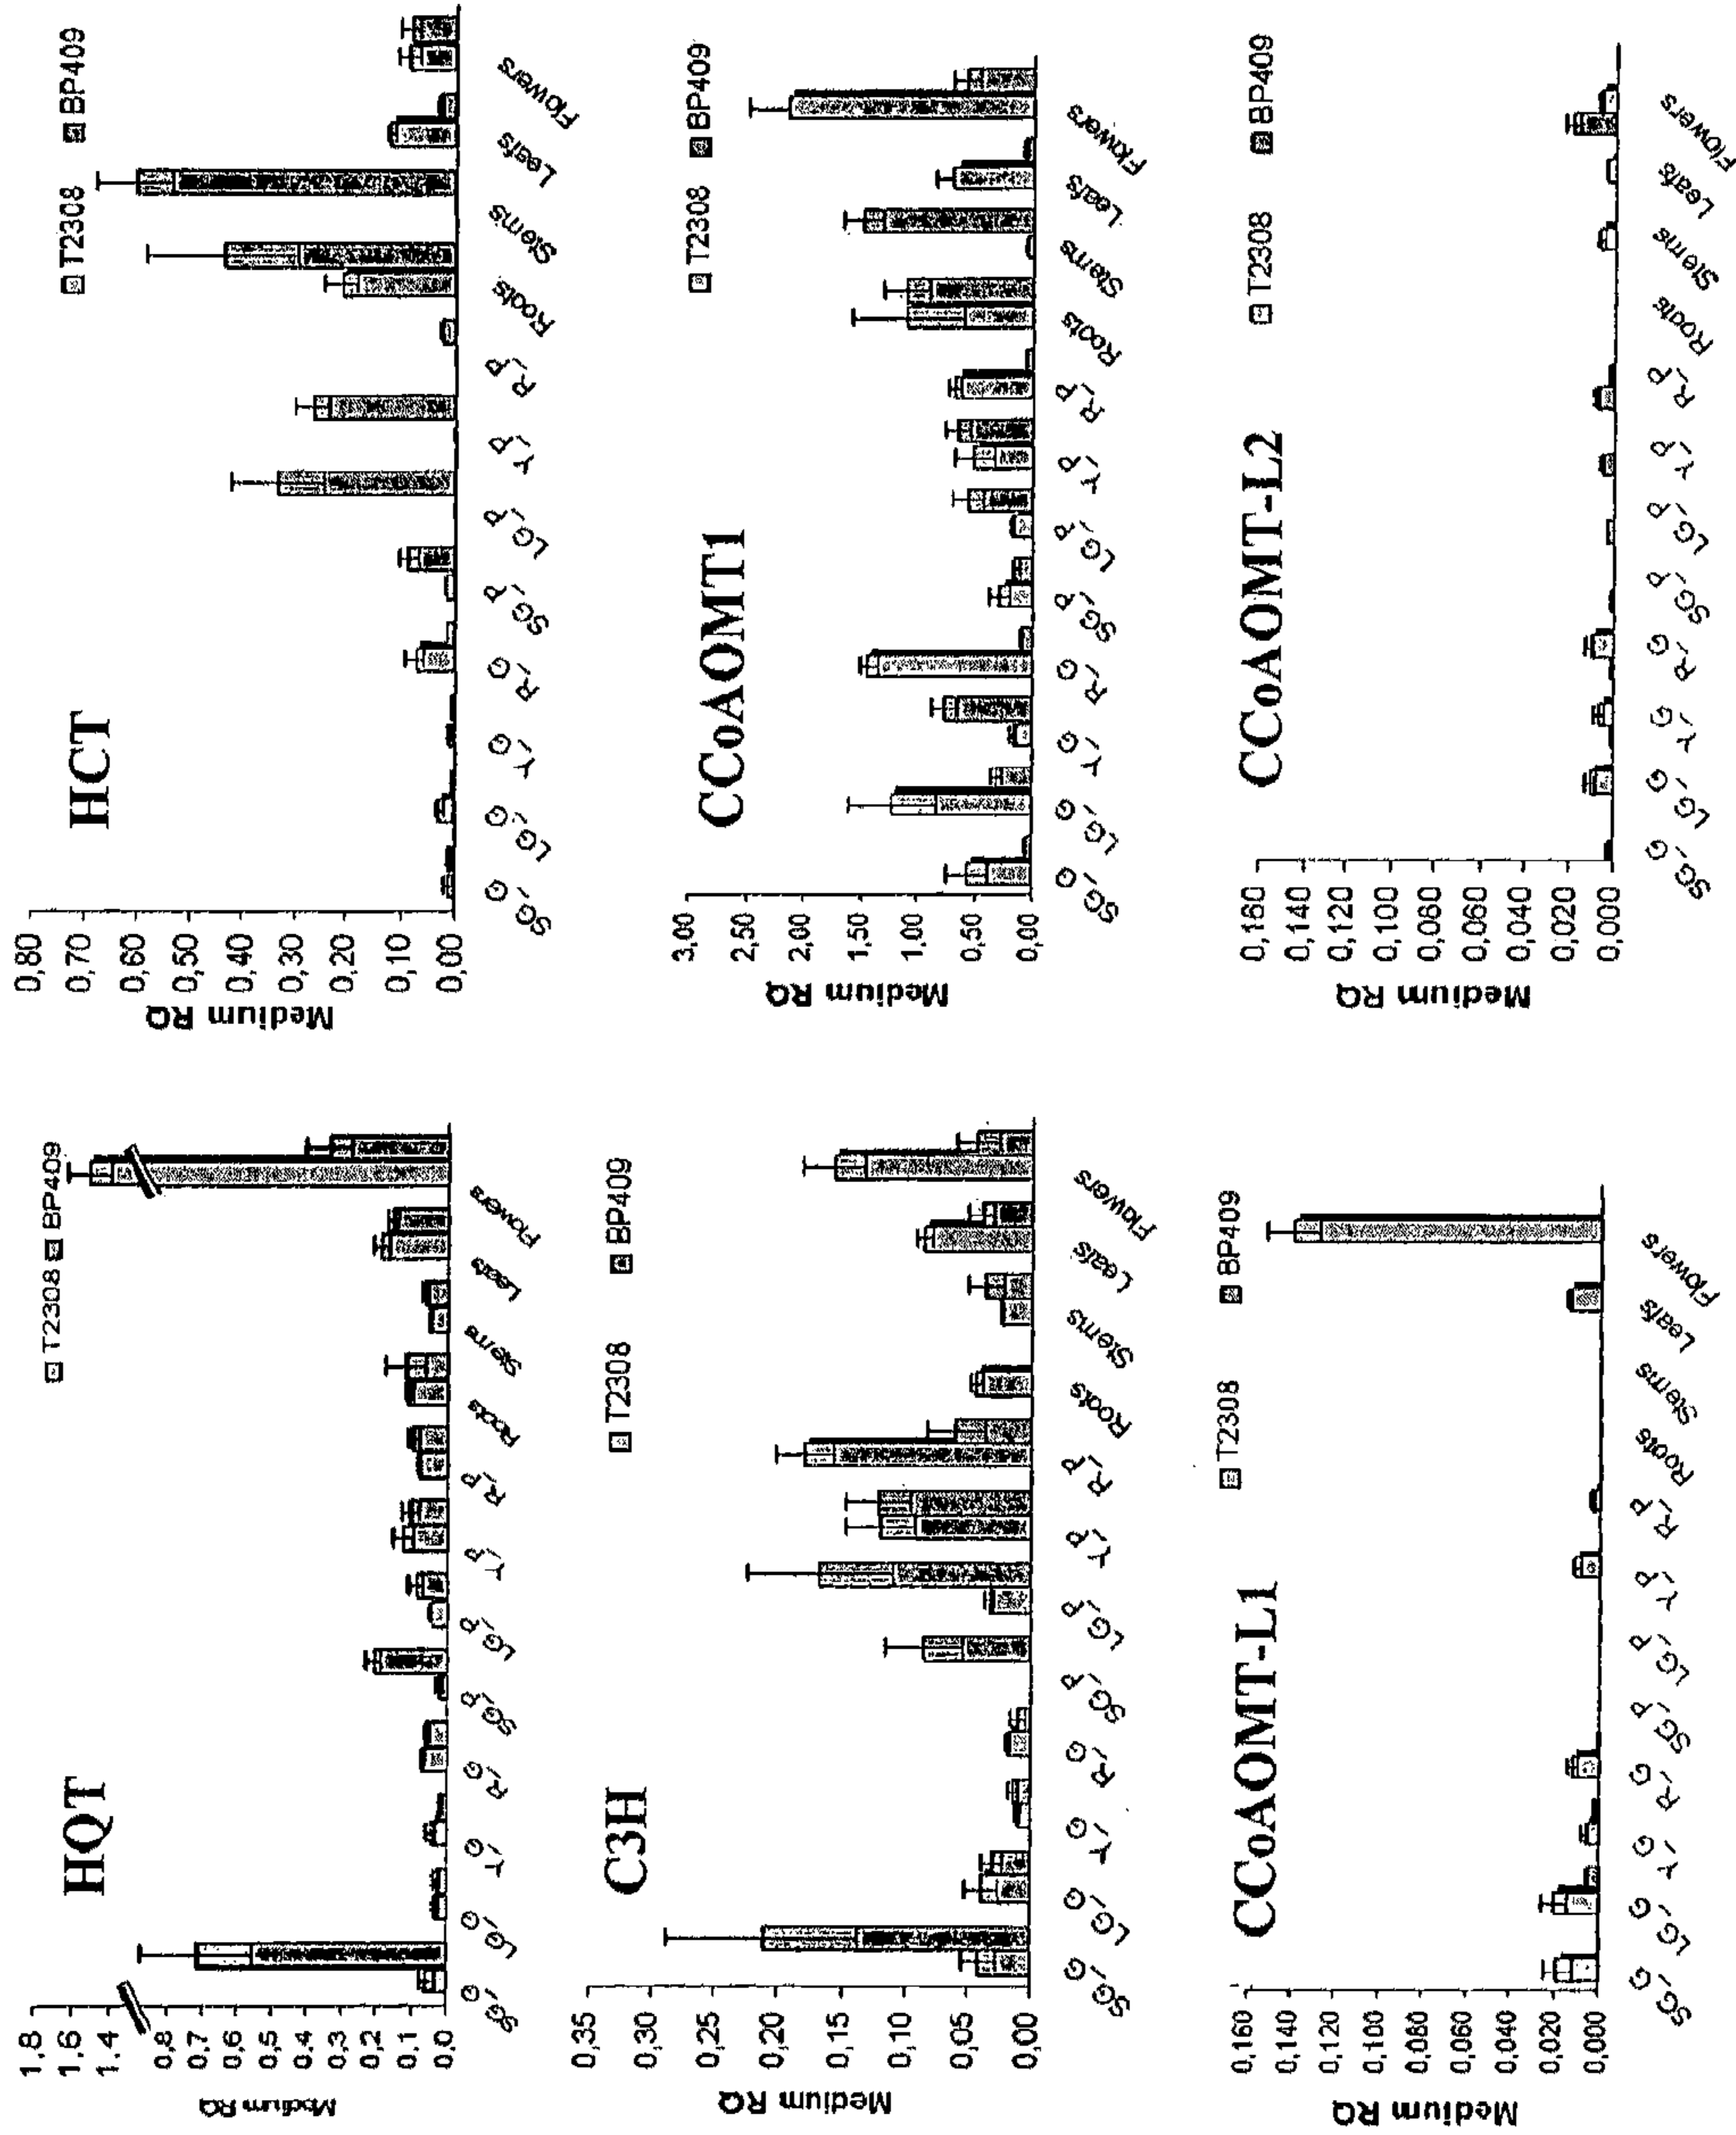 HQT
T2308 BP409
Medium RQ
1,8
1,6
1,4
0,8
0,7
0,6
0,5
0,4
0,3
0,2
0,1
0,0
SG_G LG_G Y_G R_G SG_P LG_P Y_P R_P Roots Stems Leafs Flowers
HCT
T2308 BP409
Medium RQ
0,80
0,70
0,60
0,50
0,40
0,30
0,20
0,10
0,00
SG_G LG_G Y_G R_G SG_P LG_P Y_P R_P Roots Stems Leafs Flowers
C3H
T2308 BP409
Medium RQ
0,35
0,30
0,25
0,20
0,15
0,10
0,05
0,00
SG_G LG_G Y_G R_G SG_P LG_P Y_P R_P Roots Stems Leafs Flowers
CCoAOMT1
T2308 BP409
Medium RQ
3,00
2,50
2,00
1,50
1,00
0,50
0,00
SG_G LG_G Y_G R_G SG_P LG_P Y_P R_P Roots Stems Leafs Flowers
CCoAOMT-L1
T2308 BP409
Medium RQ
0,160
0,140
0,120
0,100
0,080
0,060
0,040
0,020
0,000
SG_G LG_G Y_G R_G SG_P LG_P Y_P R_P Roots Stems Leafs Flowers
CCoAOMT-L2
T2308 BP409
Medium RQ
0,160
0,140
0,120
0,100
0,080
0,060
0,040
0,020
0,000
SG_G LG_G Y_G R_G SG_P LG_P Y_P R_P Roots Stems Leafs Flowers